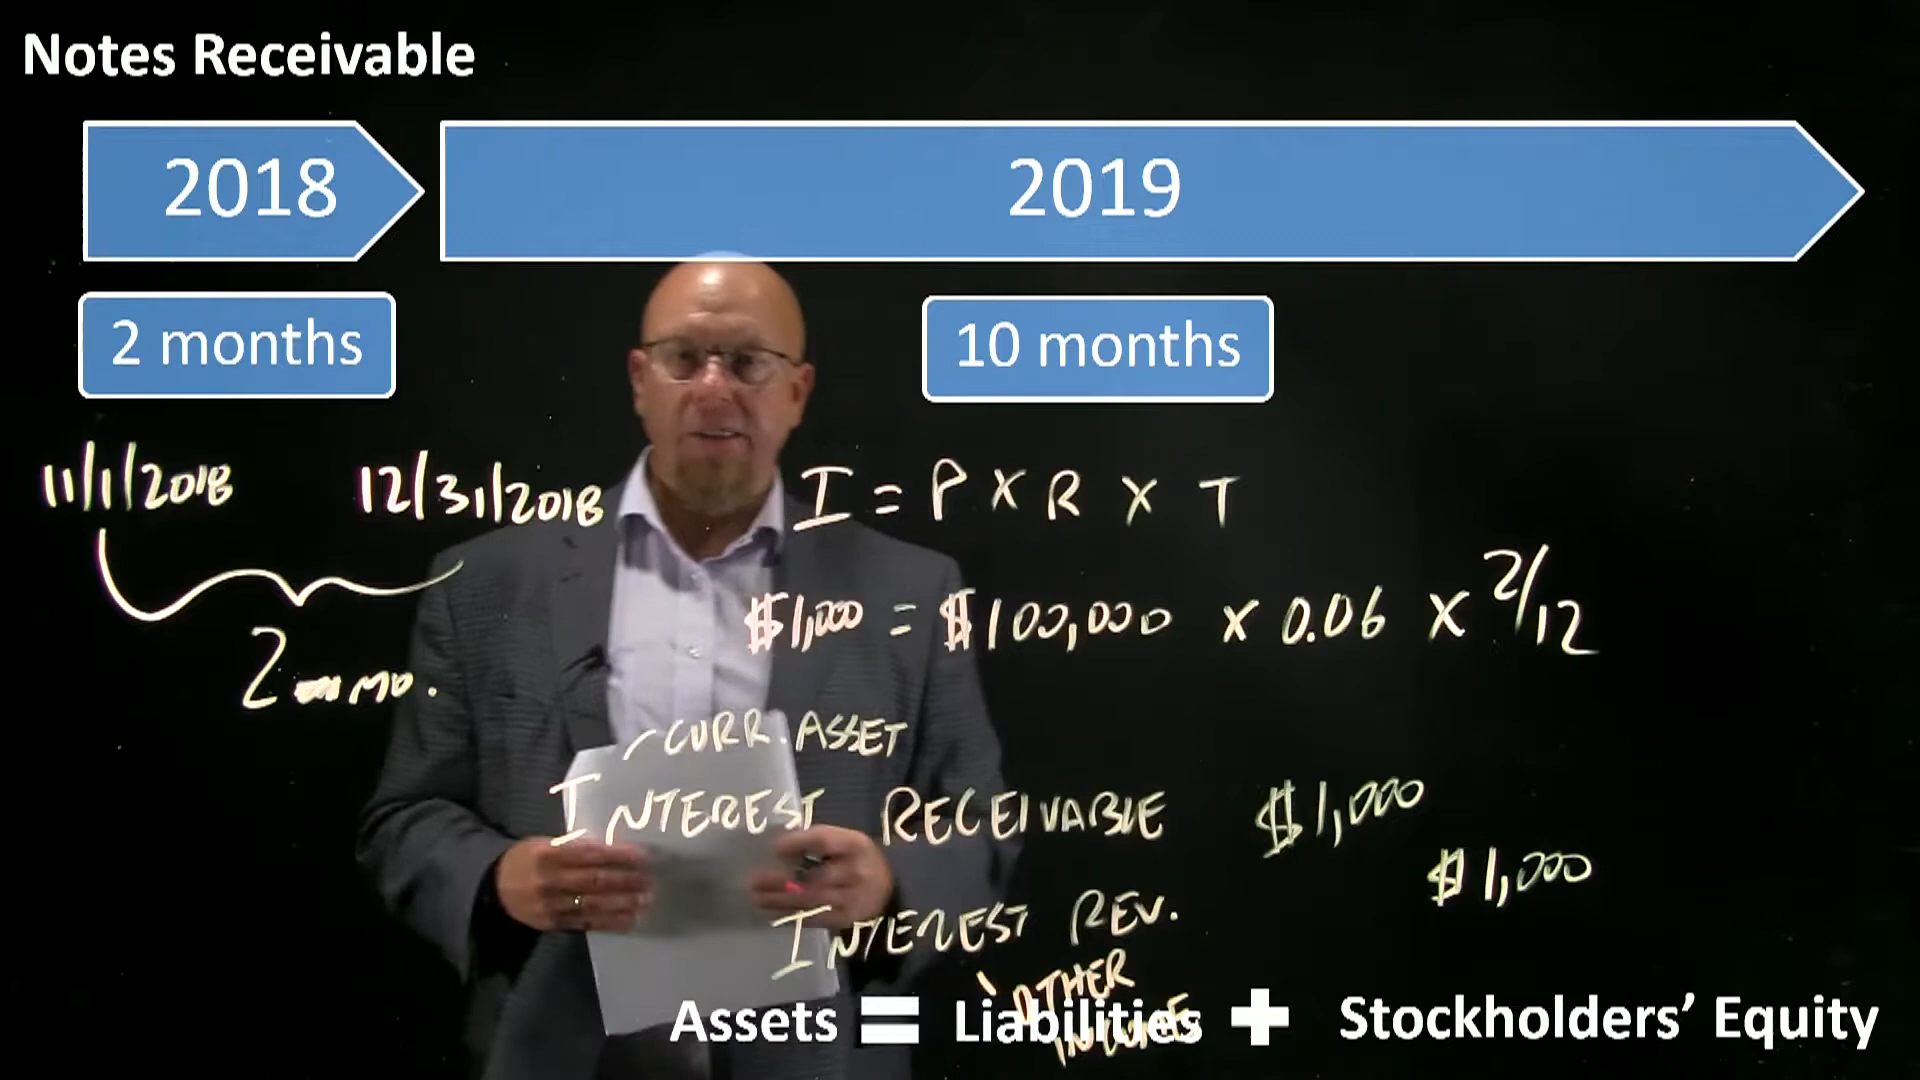 Notes Receivable
2018 2019
2 months 10 months
11/1/2018 12/31/2018 I = P X R X T
$1,000 = $100,000 X 0.06 X 2/12
2 mo.
CURR. ASSET
INTEREST RECEIVABLE $1,000
$1,000
INTEREST REV.
OTHER
INCOME
Assets = Liabilities + Stockholders’ Equity